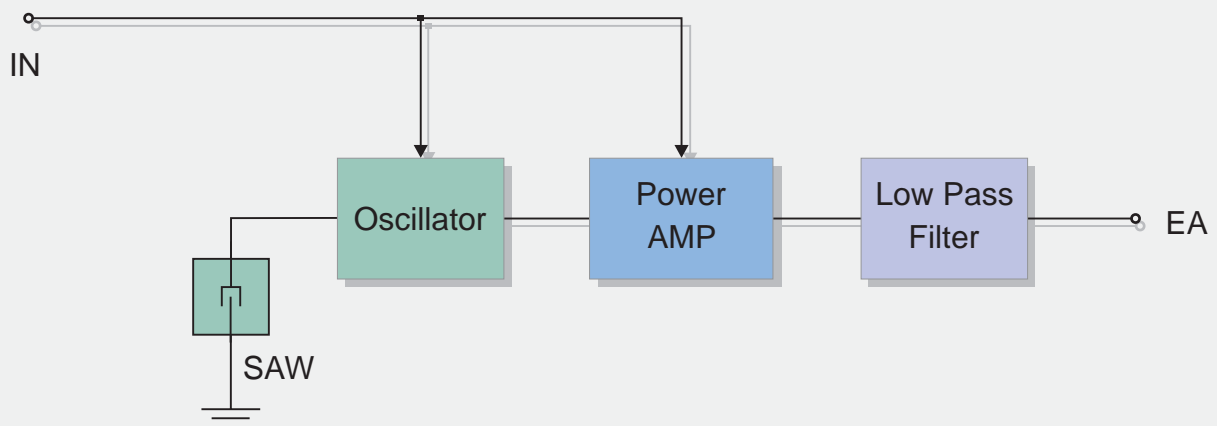 IN
Oscillator
Power
AMP
Low Pass
Filter
EA
SAW